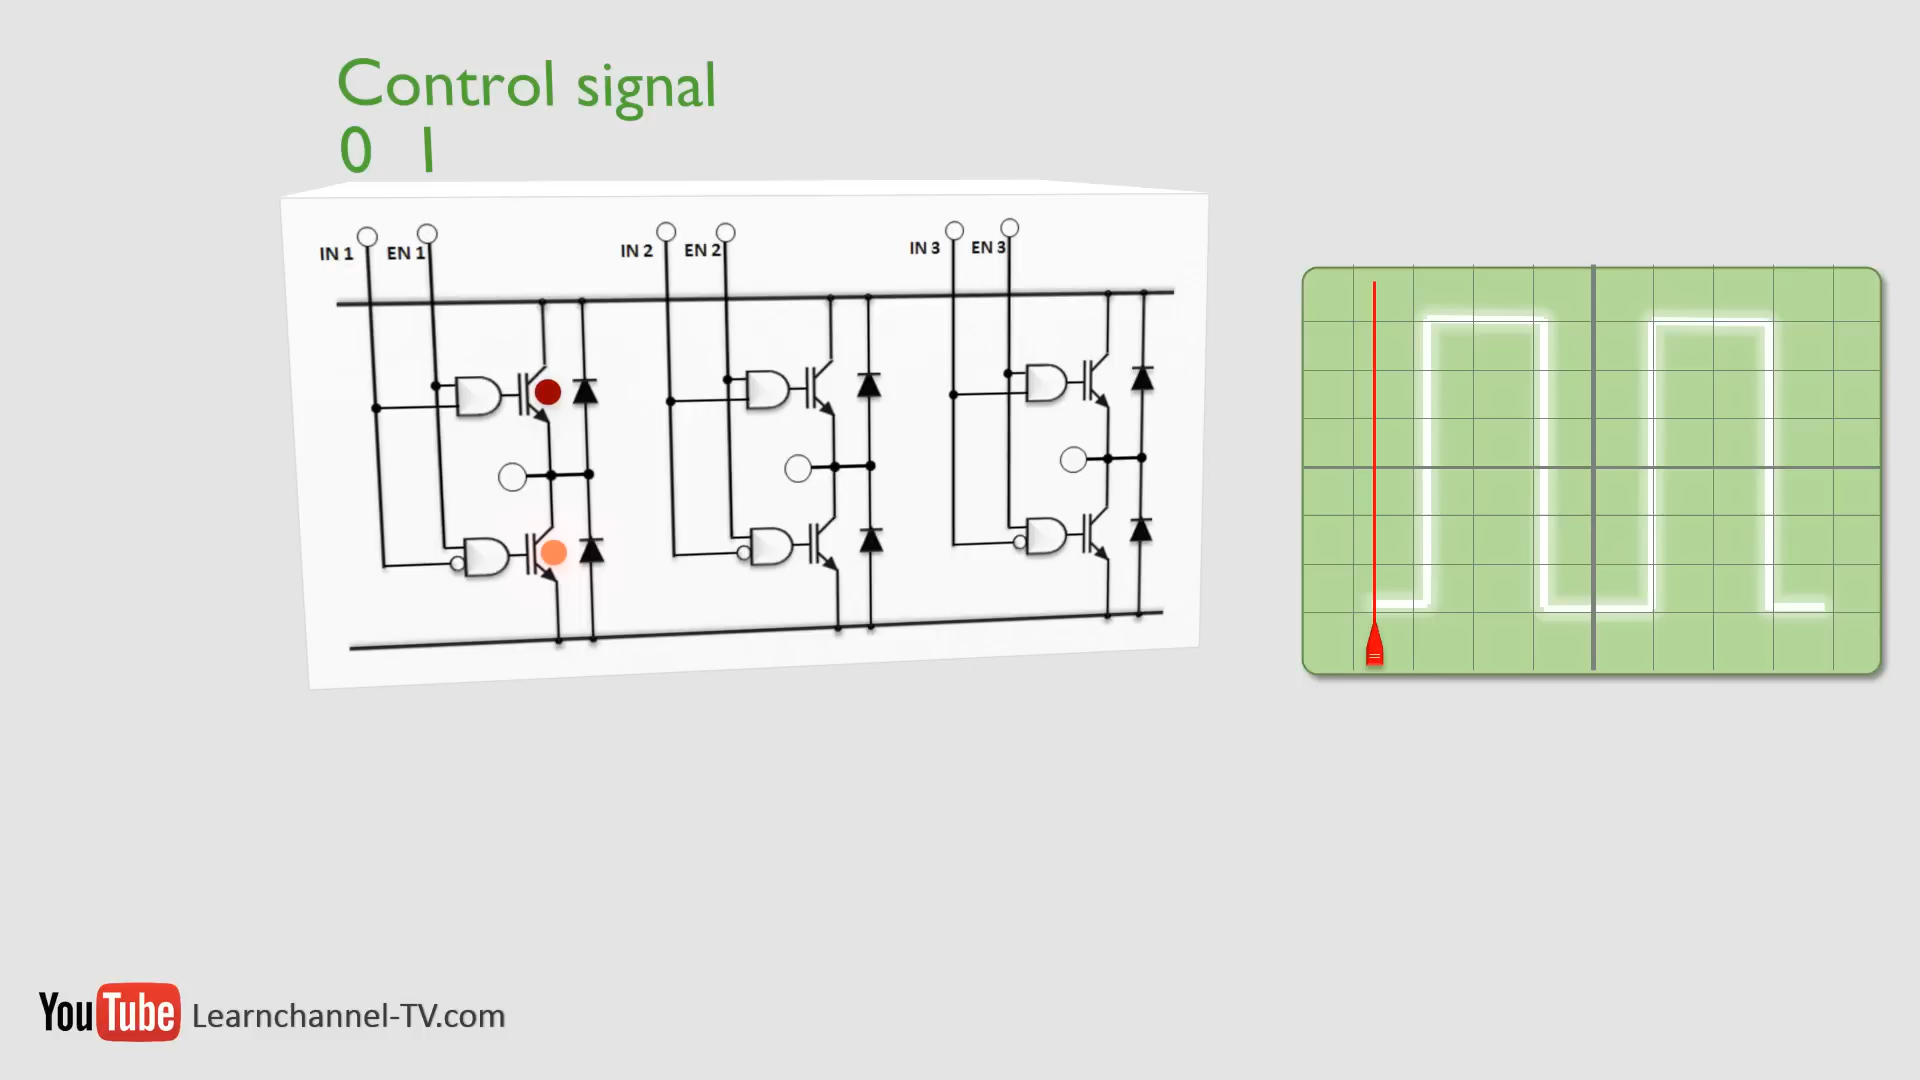 Control signal
0 1
IN 1 EN 1 IN 2 EN 2 IN 3 EN 3
YouTube Learnchannel-TV.com